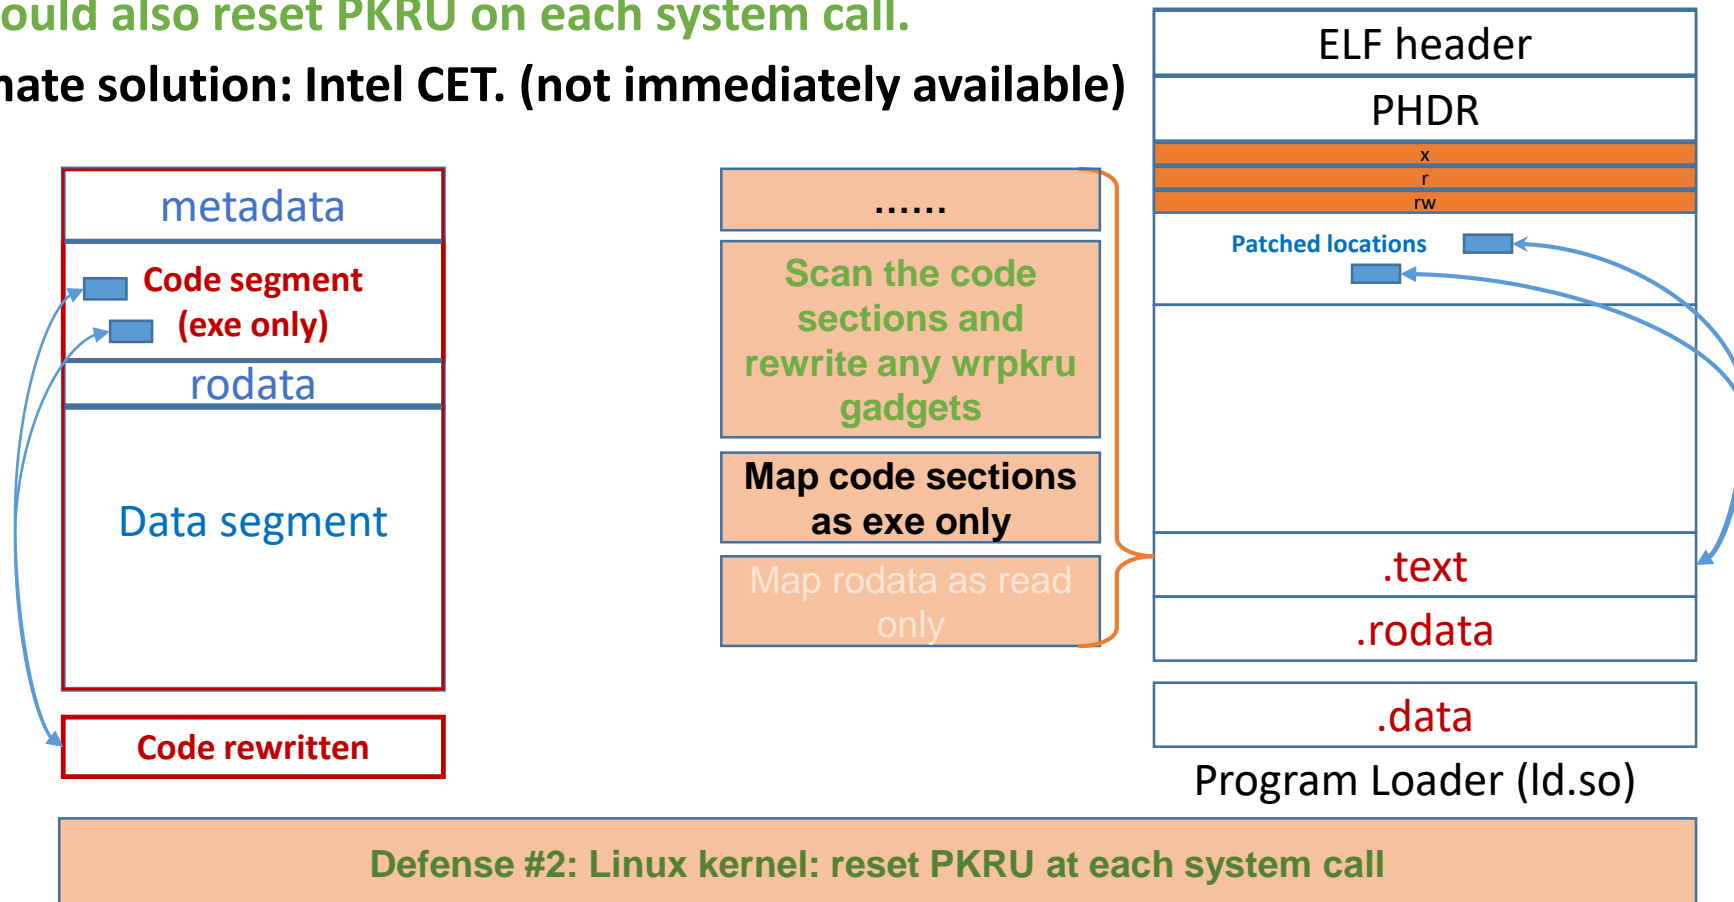 ould also reset PKRU on each system call.
nate solution: Intel CET. (not immediately available)
metadata
Code segment
(exe only)
rodata
Data segment
Code rewritten
......
Scan the code
sections and
rewrite any wrpkru
gadgets
Map code sections
as exe only
Map rodata as read
only
ELF header
PHDR
x
r
rw
Patched locations
.text
.rodata
.data
Program Loader (ld.so)
Defense #2: Linux kernel: reset PKRU at each system call